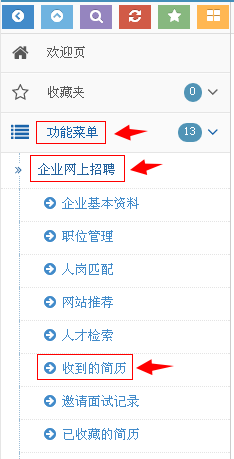 欢迎页
收藏夹 0
功能菜单 13
企业网上招聘
企业基本资料
职位管理
人岗匹配
网站推荐
人才检索
收到的简历
邀请面试记录
已收藏的简历